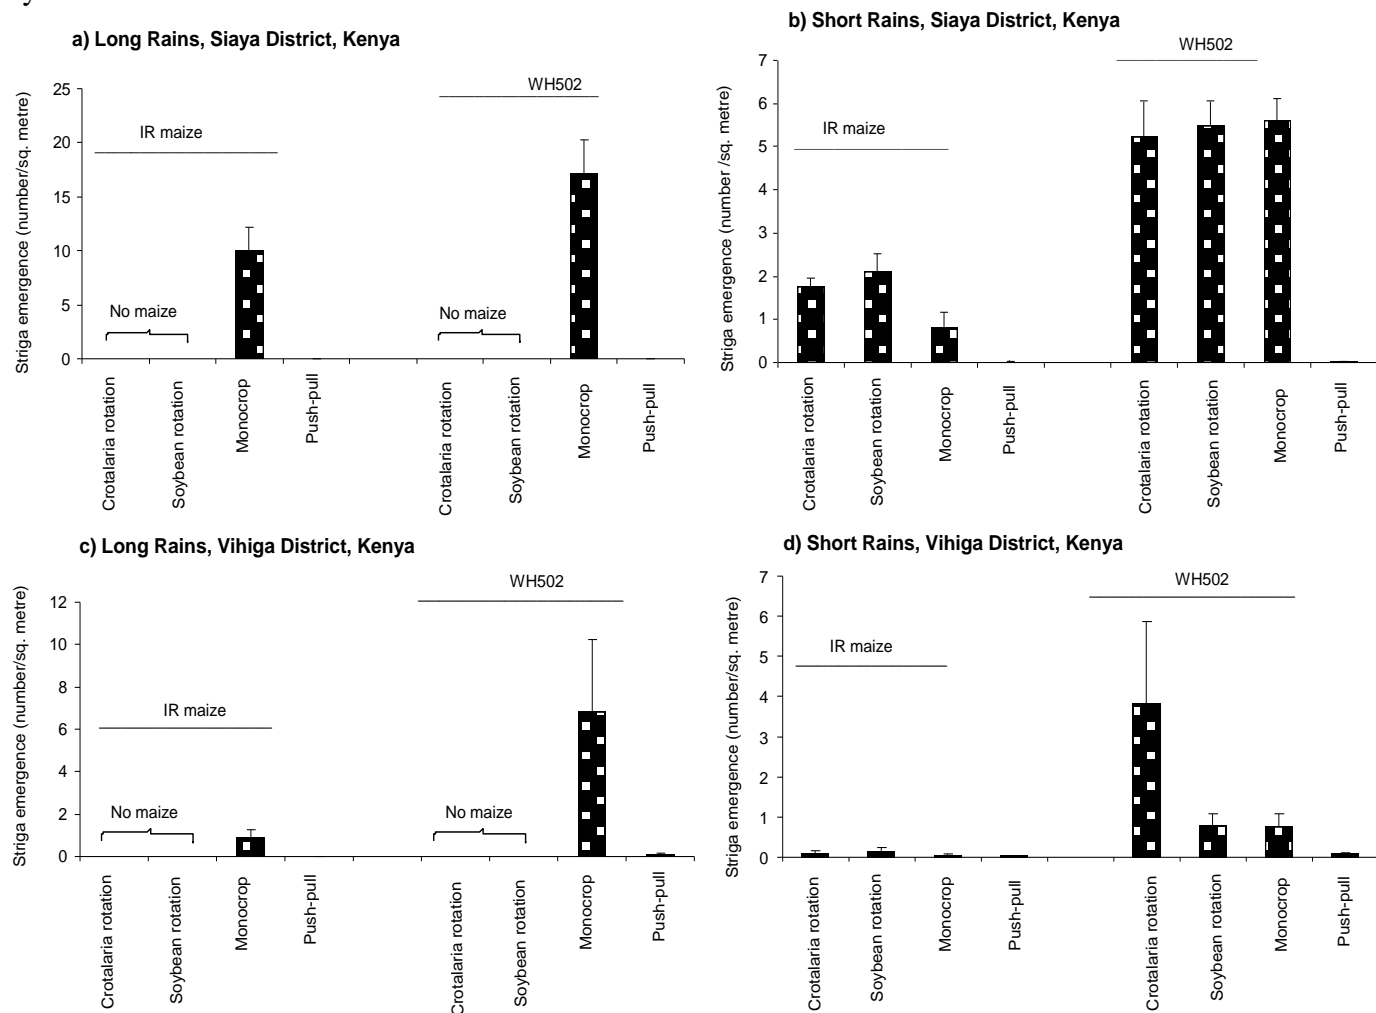 a) Long Rains, Siaya District, Kenya
Striga emergence (number/sq. metre)
25
20
15
10
5
0
IR maize
WH502
No maize
No maize
Crotalaria rotation
Soybean rotation
Monocrop
Push-pull
Crotalaria rotation
Soybean rotation
Monocrop
Push-pull
b) Short Rains, Siaya District, Kenya
Striga emergence (number /sq. metre)
7
6
5
4
3
2
1
0
IR maize
WH502
Crotalaria rotation
Soybean rotation
Monocrop
Push-pull
Crotalaria rotation
Soybean rotation
Monocrop
Push-pull
c) Long Rains, Vihiga District, Kenya
Striga emergence (number/sq. metre)
12
10
8
6
4
2
0
IR maize
WH502
No maize
No maize
Crotalaria rotation
Soybean rotation
Monocrop
Push-pull
Crotalaria rotation
Soybean rotation
Monocrop
Push-pull
d) Short Rains, Vihiga District, Kenya
Striga emergence (number/sq. metre)
7
6
5
4
3
2
1
0
IR maize
WH502
Crotalaria rotation
Soybean rotation
Monocrop
Push-pull
Crotalaria rotation
Soybean rotation
Monocrop
Push-pull